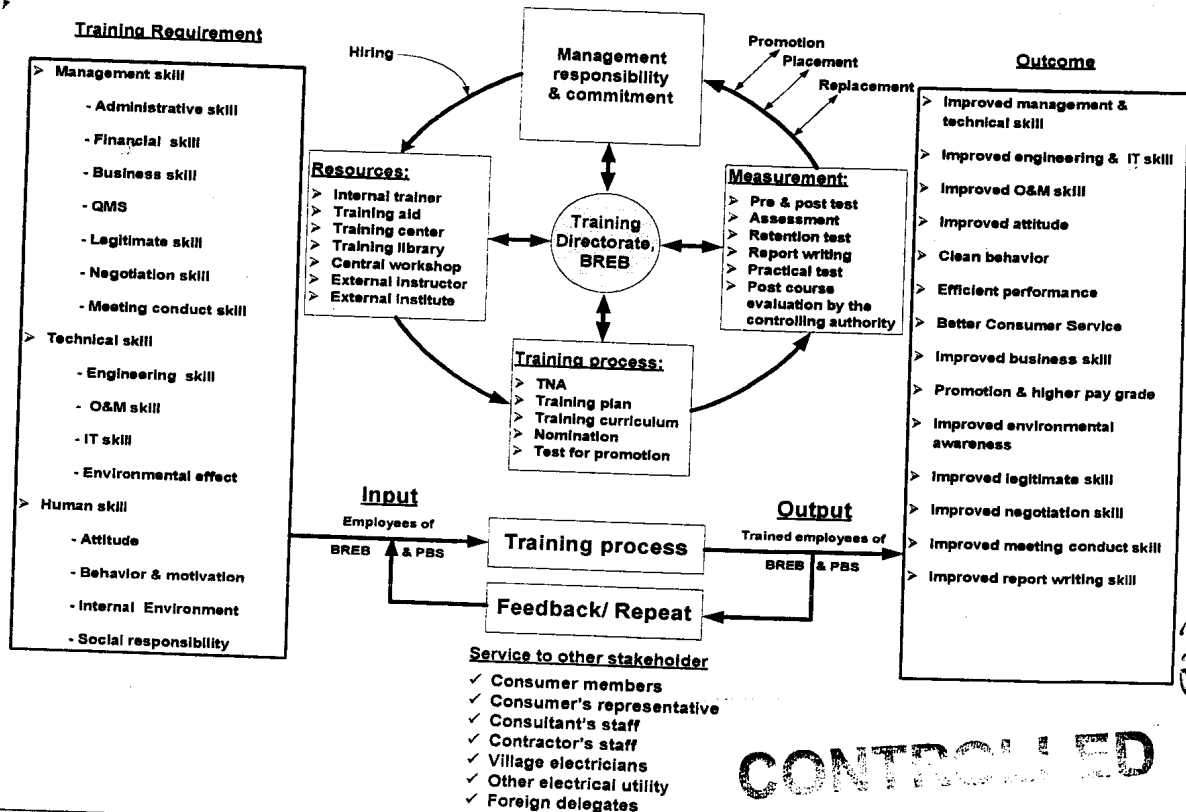 Training Requirement
➢ Management skill
- Administrative skill
- Financial skill
- Business skill
- QMS
- Legitimate skill
- Negotiation skill
- Meeting conduct skill
➢ Technical skill
- Engineering skill
- O&M skill
- IT skill
- Environmental effect
➢ Human skill
- Attitude
- Behavior & motivation
- Internal Environment
- Social responsibility
Hiring
Management
responsibility
& commitment
Promotion
Placement
Replacement
Resources:
➢ Internal trainer
➢ Training aid
➢ Training center
➢ Training library
➢ Central workshop
➢ External instructor
➢ External institute
Training
Directorate,
BREB
Measurement:
➢ Pre & post test
➢ Assessment
➢ Retention test
➢ Report writing
➢ Practical test
➢ Post course
evaluation by the
controlling authority
Training process:
➢ TNA
➢ Training plan
➢ Training curriculum
➢ Nomination
➢ Test for promotion
Input
Employees of
BREB & PBS
Training process
Output
Trained employees of
BREB & PBS
Feedback/ Repeat
Outcome
➢ Improved management &
technical skill
➢ Improved engineering & IT skill
➢ Improved O&M skill
➢ Improved attitude
➢ Clean behavior
➢ Efficient performance
➢ Better Consumer Service
➢ Improved business skill
➢ Promotion & higher pay grade
➢ Improved environmental
awareness
➢ Improved legitimate skill
➢ Improved negotiation skill
➢ Improved meeting conduct skill
➢ Improved report writing skill
Service to other stakeholder
✓ Consumer members
✓ Consumer's representative
✓ Consultant's staff
✓ Contractor's staff
✓ Village electricians
✓ Other electrical utility
✓ Foreign delegates
CONTROLLED